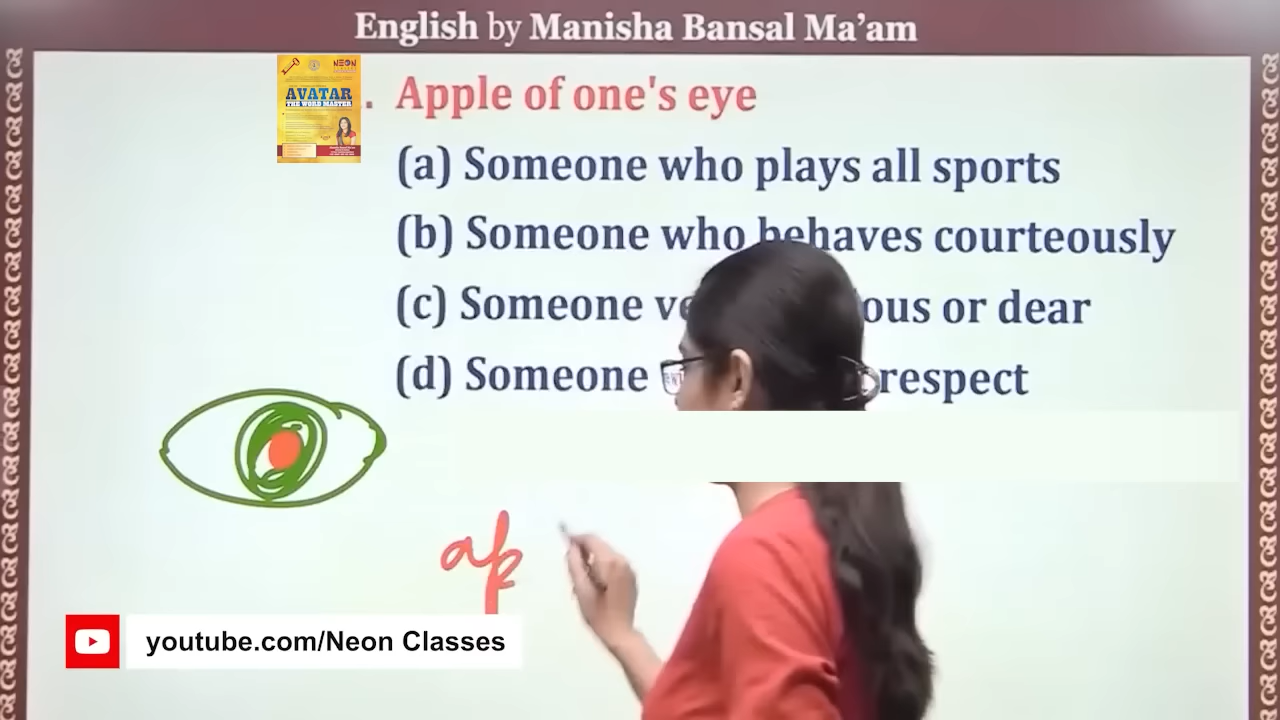 English by Manisha Bansal Ma'am
NEON
AVATAR
THE WORD MASTER
. Apple of one's eye
(a) Someone who plays all sports
(b) Someone who behaves courteously
(c) Someone ve ous or dear
(d) Someone respect
ap
youtube.com/Neon Classes